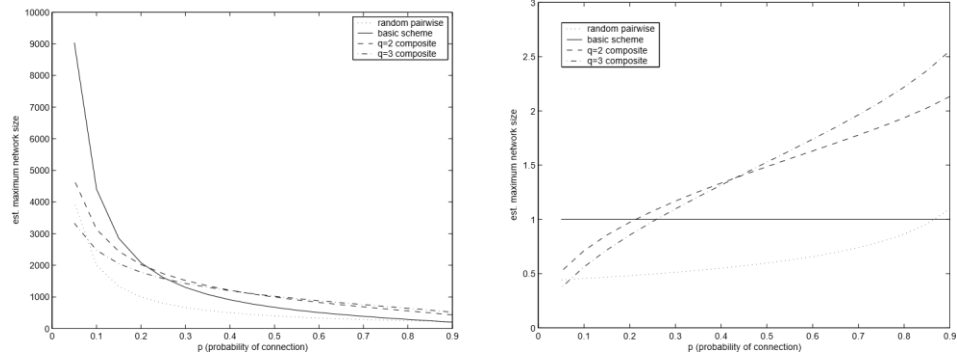 random pairwise
basic scheme
q=2 composite
q=3 composite
10000
9000
8000
7000
6000
5000
4000
3000
2000
1000
0
est. maximum network size
0 0.1 0.2 0.3 0.4 0.5 0.6 0.7 0.8 0.9
p (probability of connection)
random pairwise
basic scheme
q=2 composite
q=3 composite
3
2.5
2
1.5
1
0.5
0
est. maximum network size
0 0.1 0.2 0.3 0.4 0.5 0.6 0.7 0.8 0.9
p (probability of connection)